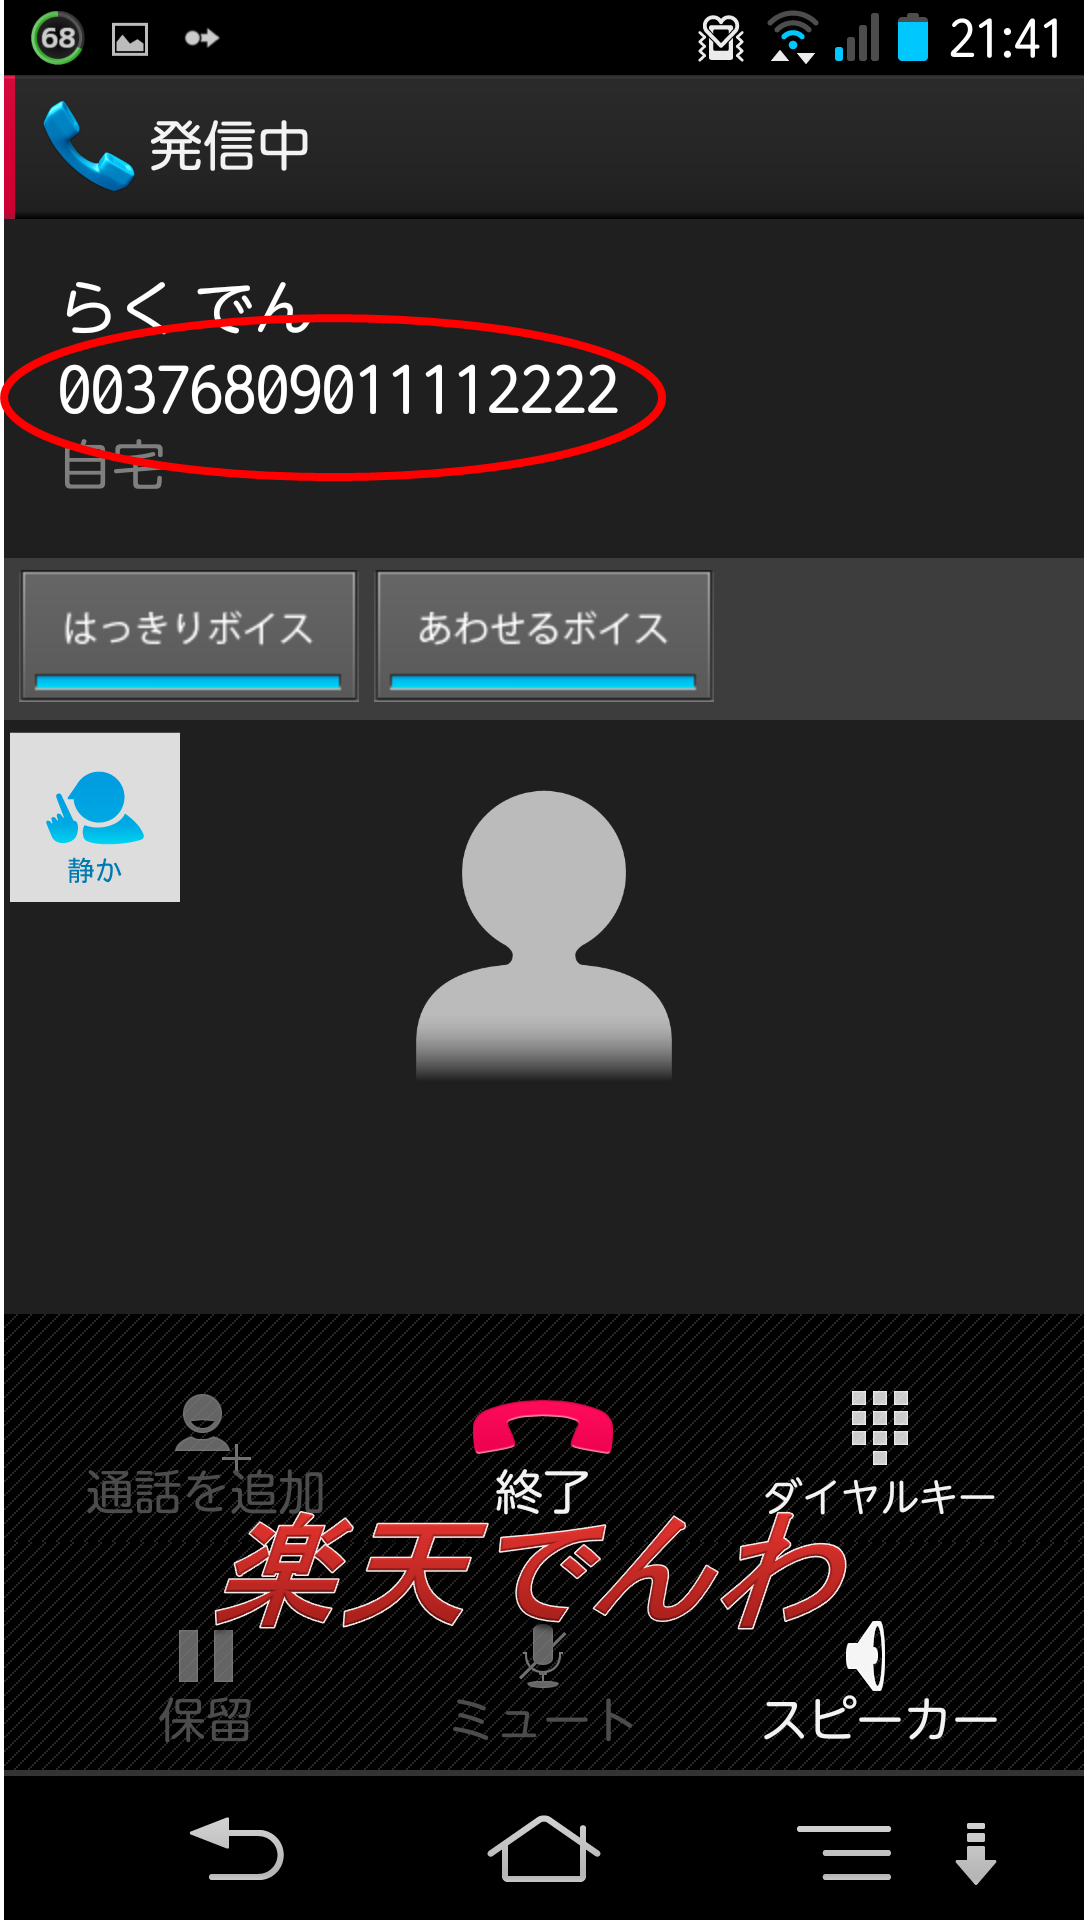 68 21:41
発信中
らく でん
00376809011112222
自宅
はっきりボイス あわせるボイス
静か
通話を追加 終了 ダイヤルキー
楽天でんわ
保留 ミュート スピーカー